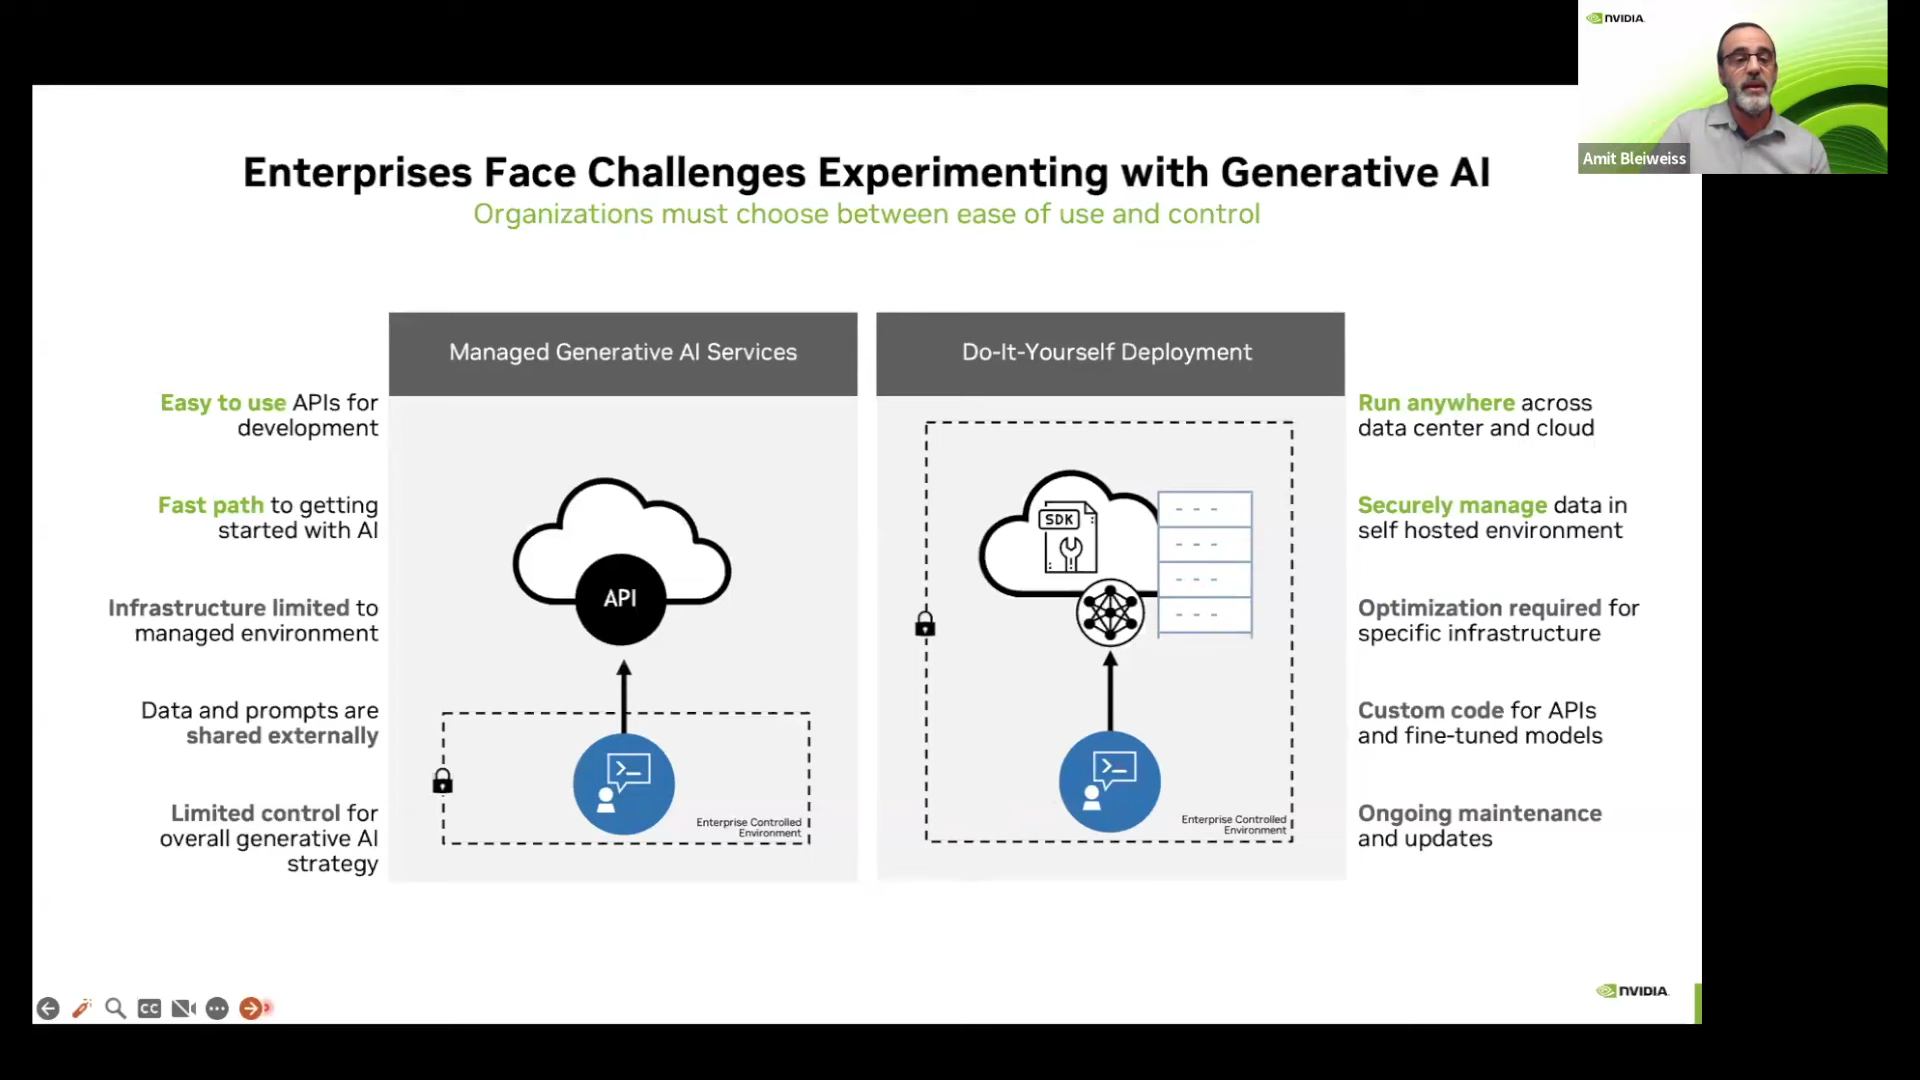 NVIDIA.
Amit Bleiweiss
Enterprises Face Challenges Experimenting with Generative AI
Organizations must choose between ease of use and control
Managed Generative AI Services
Easy to use APIs for
development
Fast path to getting
started with AI
Infrastructure limited to
managed environment
Data and prompts are
shared externally
Limited control for
overall generative AI
strategy
API
>_
Enterprise Controlled
Environment
Do-It-Yourself Deployment
SDK
>_
Enterprise Controlled
Environment
Run anywhere across
data center and cloud
Securely manage data in
self hosted environment
Optimization required for
specific infrastructure
Custom code for APIs
and fine-tuned models
Ongoing maintenance
and updates
CC
NVIDIA.